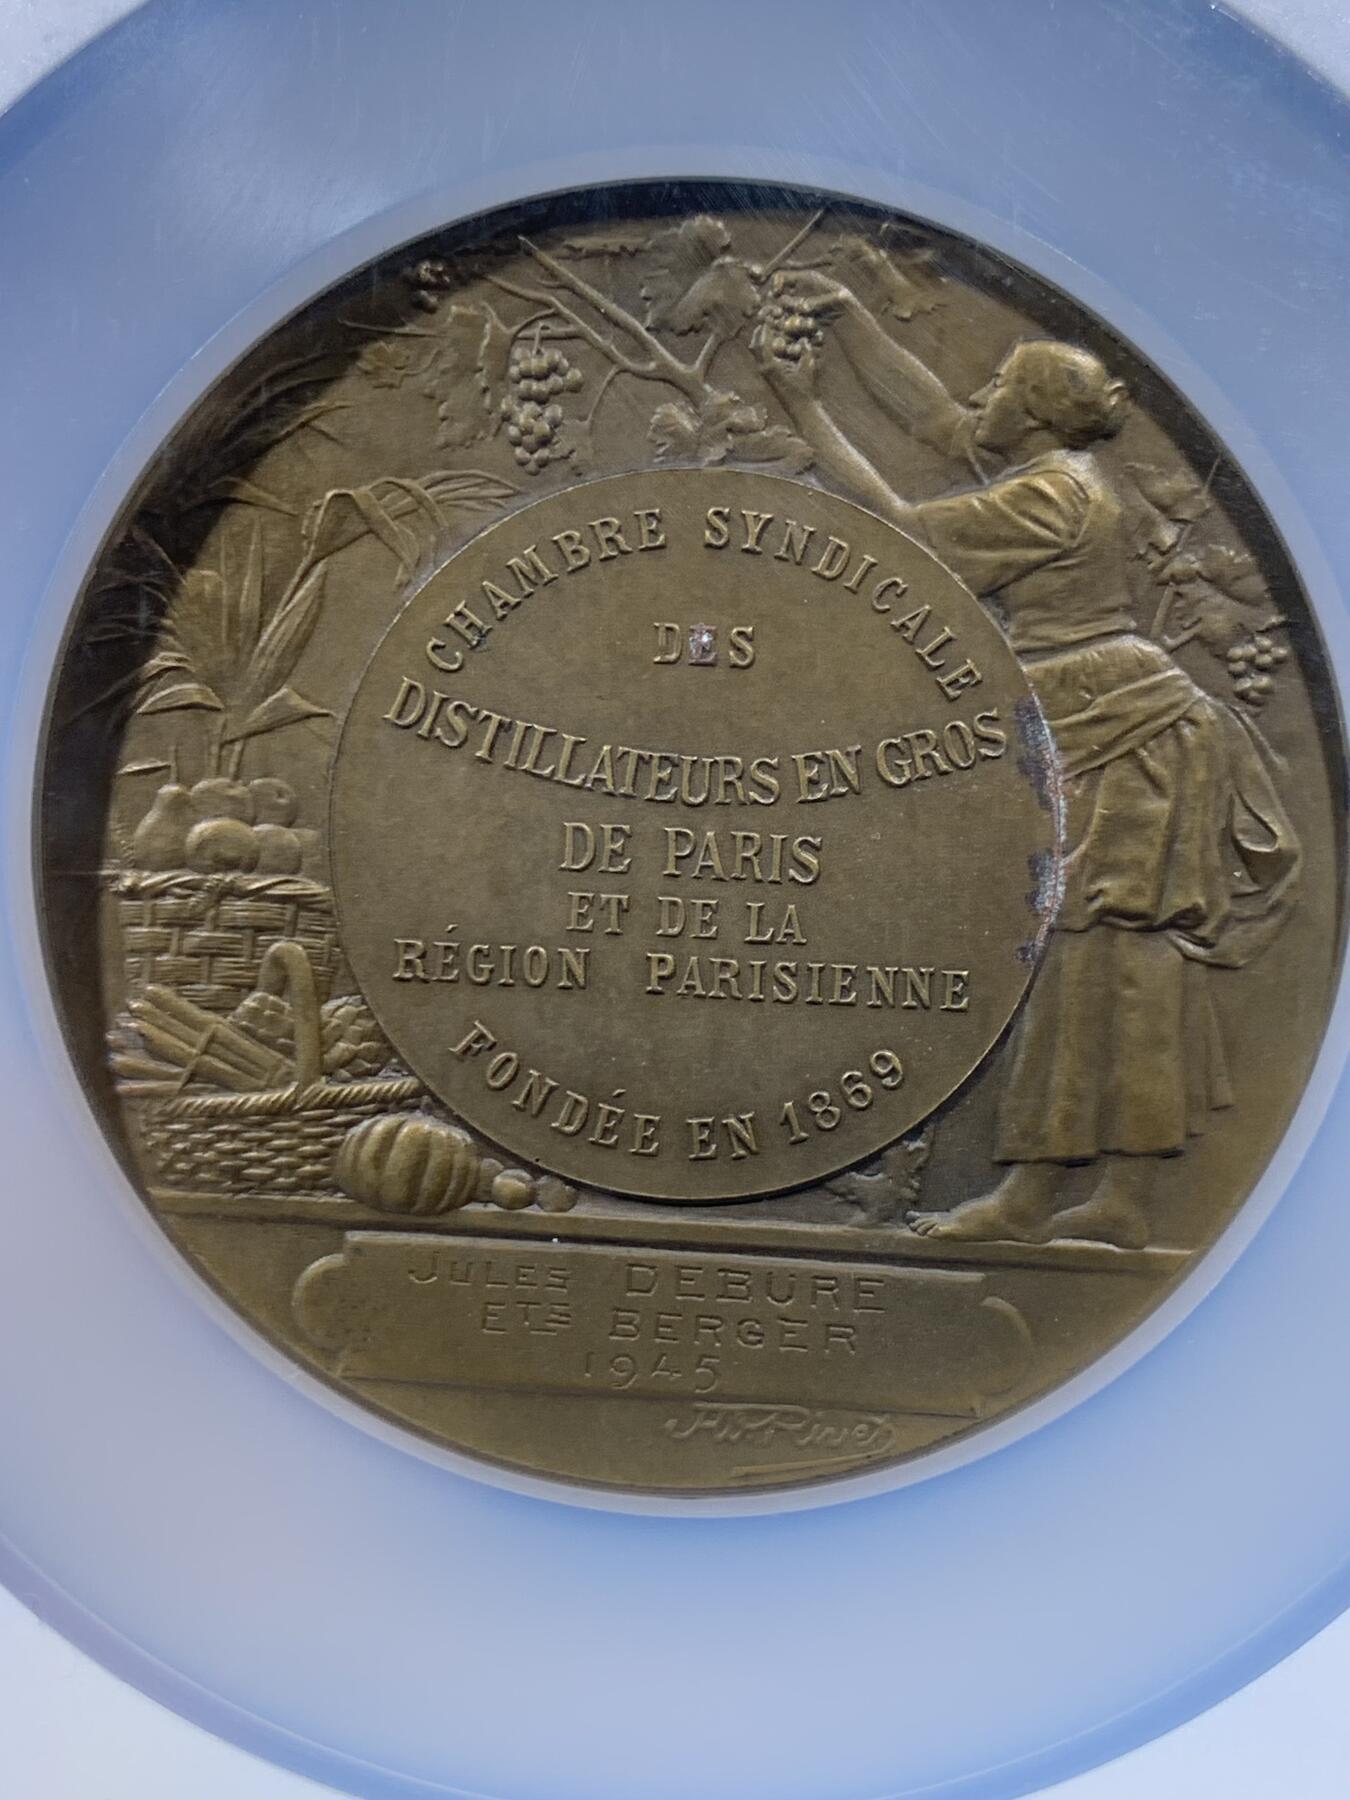 CHAMBRE SYNDICALE
DES
DISTILLATEURS EN GROS
DE PARIS
ET DE LA
RÉGION PARISIENNE
FONDÉE EN 1869
JULES DEBURE
ETS BERGER
1945
Rivet